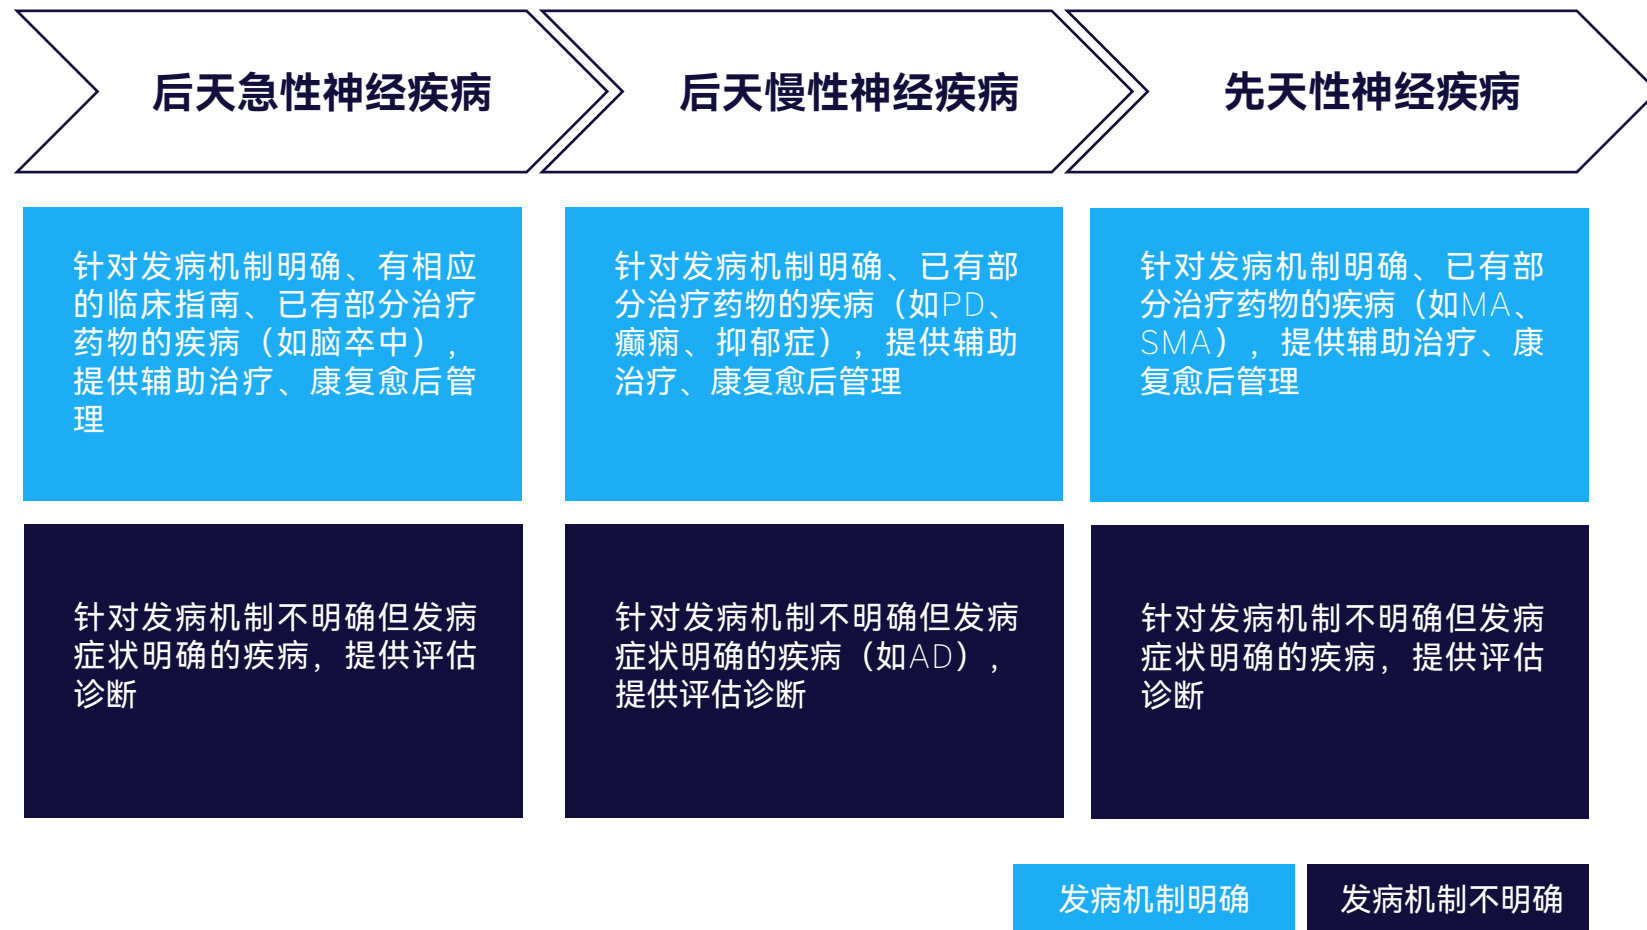 后天急性神经疾病
后天慢性神经疾病
先天性神经疾病
针对发病机制明确、有相应
的临床指南、已有部分治疗
药物的疾病（如脑卒中），
提供辅助治疗、康复愈后管
理
针对发病机制明确、已有部
分治疗药物的疾病（如PD、
癫痫、抑郁症），提供辅助
治疗、康复愈后管理
针对发病机制明确、已有部
分治疗药物的疾病（如MA、
SMA），提供辅助治疗、康
复愈后管理
针对发病机制不明确但发病
症状明确的疾病，提供评估
诊断
针对发病机制不明确但发病
症状明确的疾病（如AD），
提供评估诊断
针对发病机制不明确但发病
症状明确的疾病，提供评估
诊断
发病机制明确
发病机制不明确